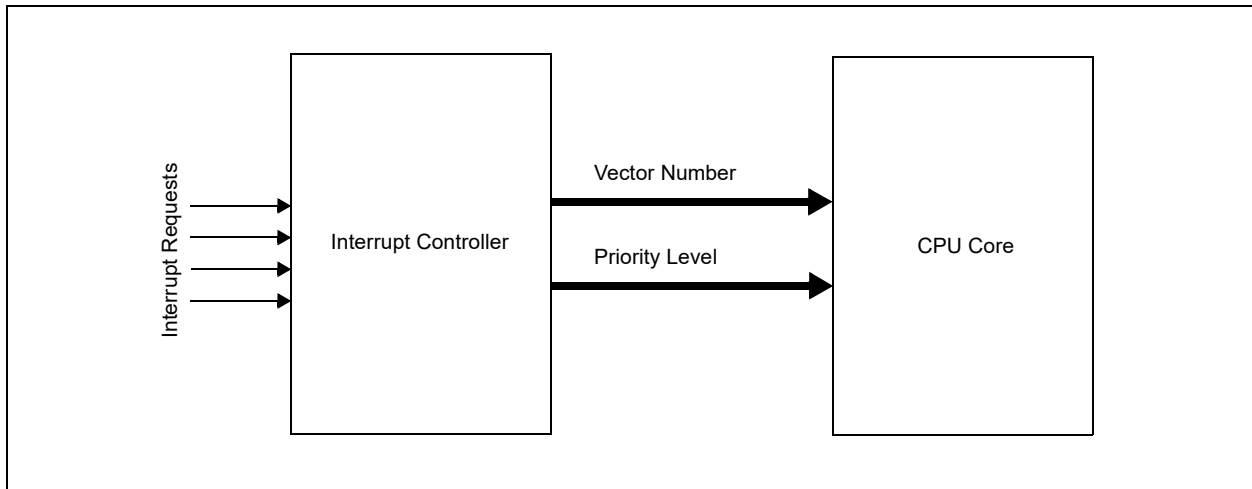 Interrupt Requests
Interrupt Controller
Vector Number
Priority Level
CPU Core